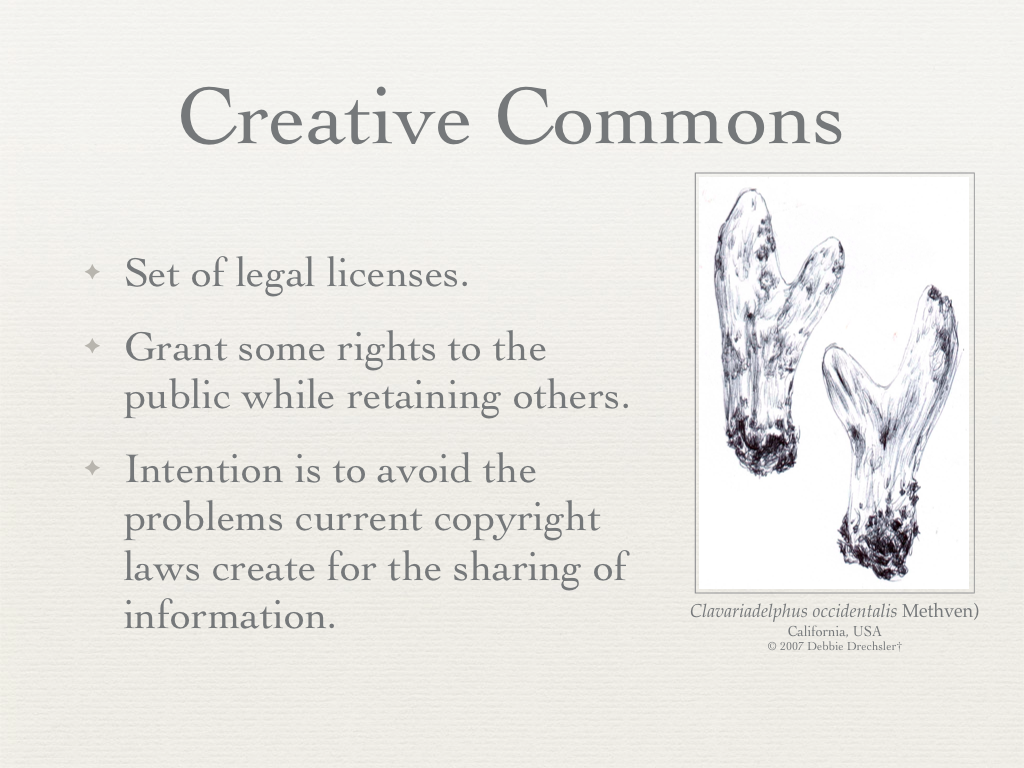 Creative Commons
Set of legal licenses.
Grant some rights to the
public while retaining others.
Intention is to avoid the
problems current copyright
laws create for the sharing of
information.
Clavariadelphus occidentalis Methven)
California, USA
© 2007 Debbie Drechsler†